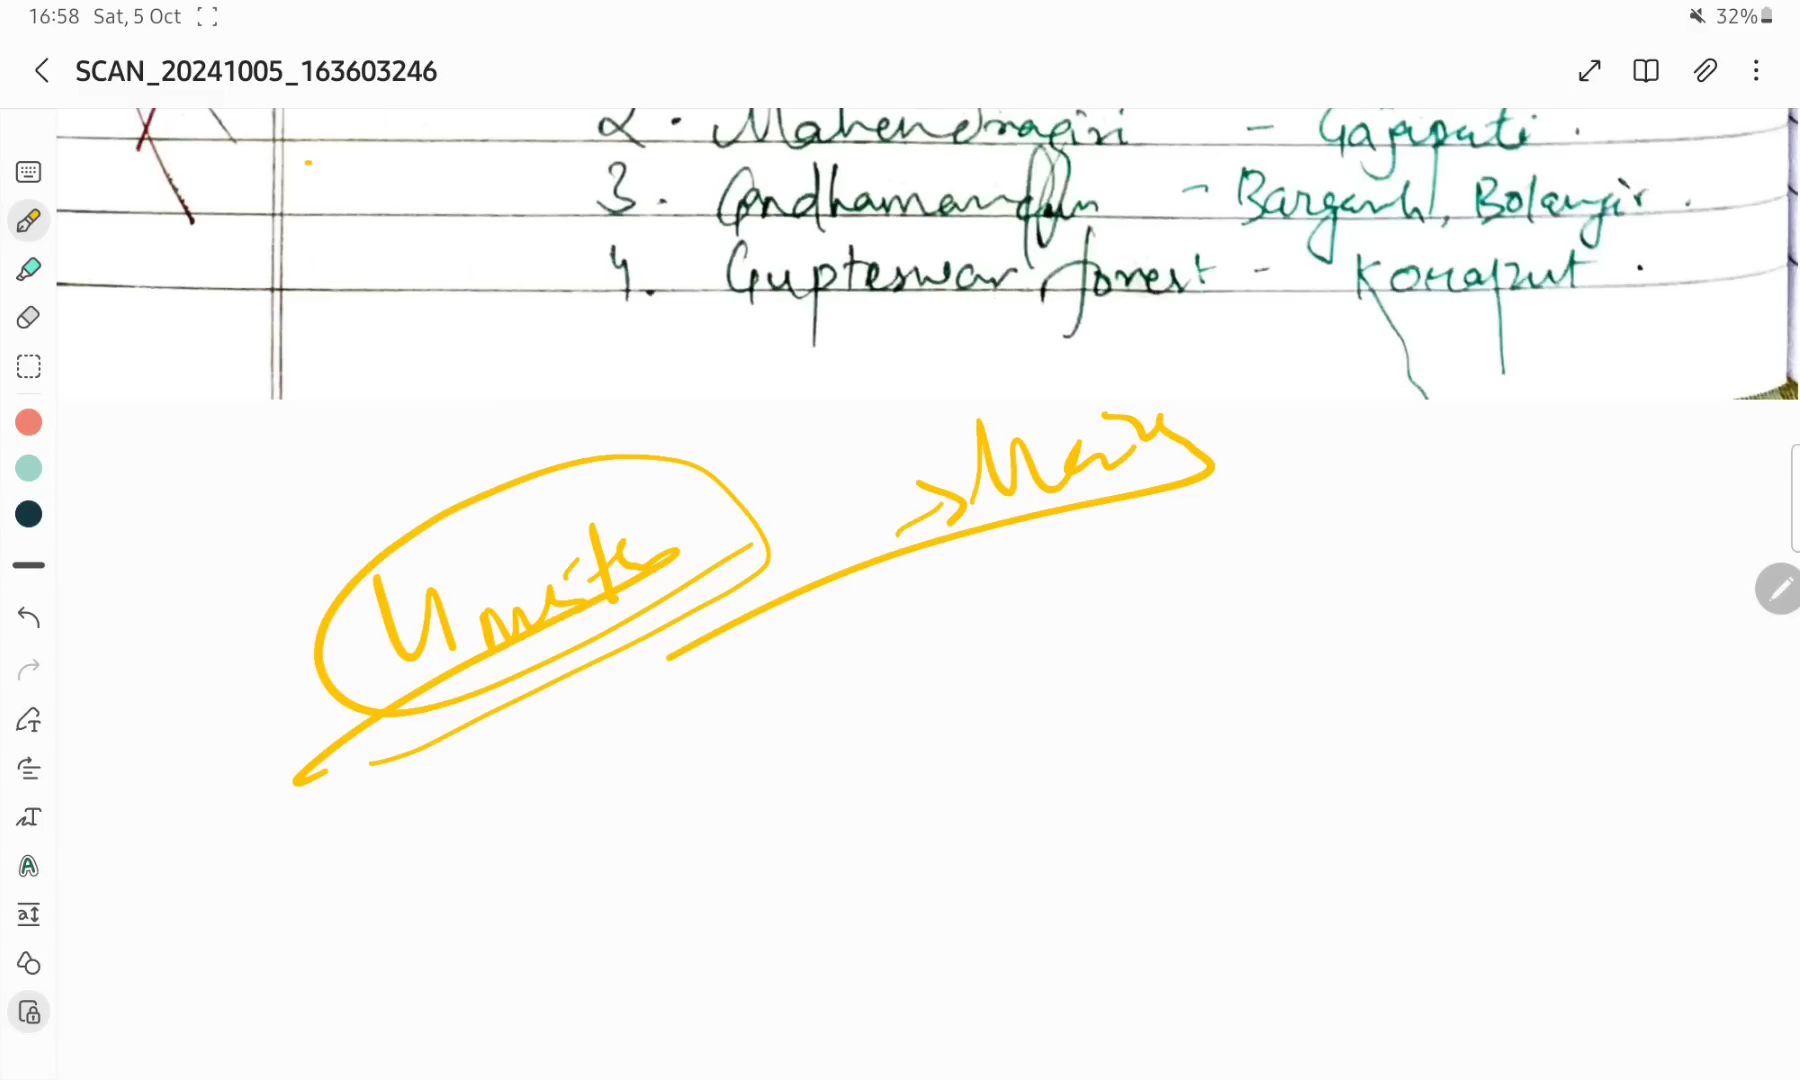 16:58 Sat, 5 Oct 32%
SCAN_20241005_163603246
2. Mahendragiri - Gajapati.
3. Gandhamardan - Bargarh, Bolangir.
4. Gupteswar forest - Koraput.